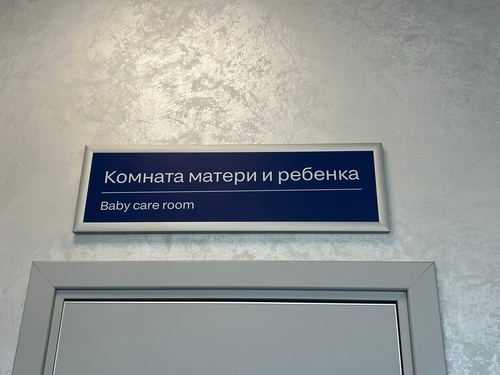 Комната матери и ребенка
Baby care room